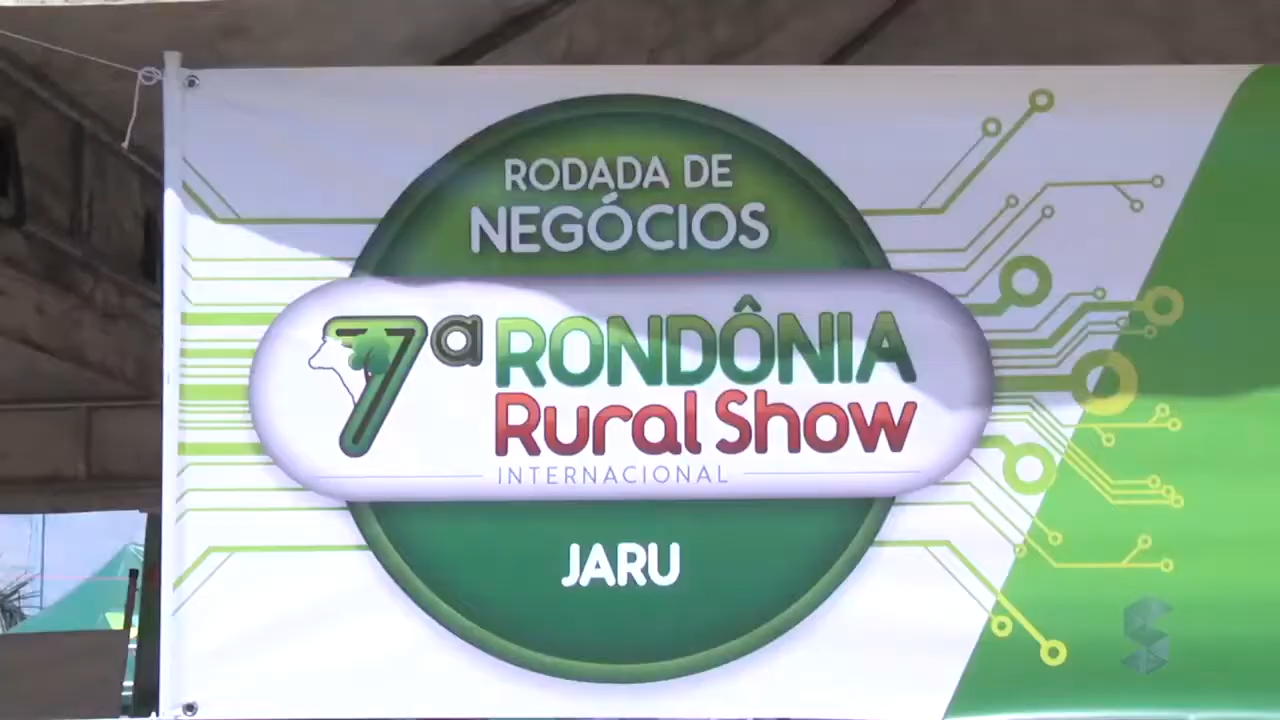 RODADA DE
NEGÓCIOS
7ª RONDÔNIA
Rural Show
INTERNACIONAL
JARU